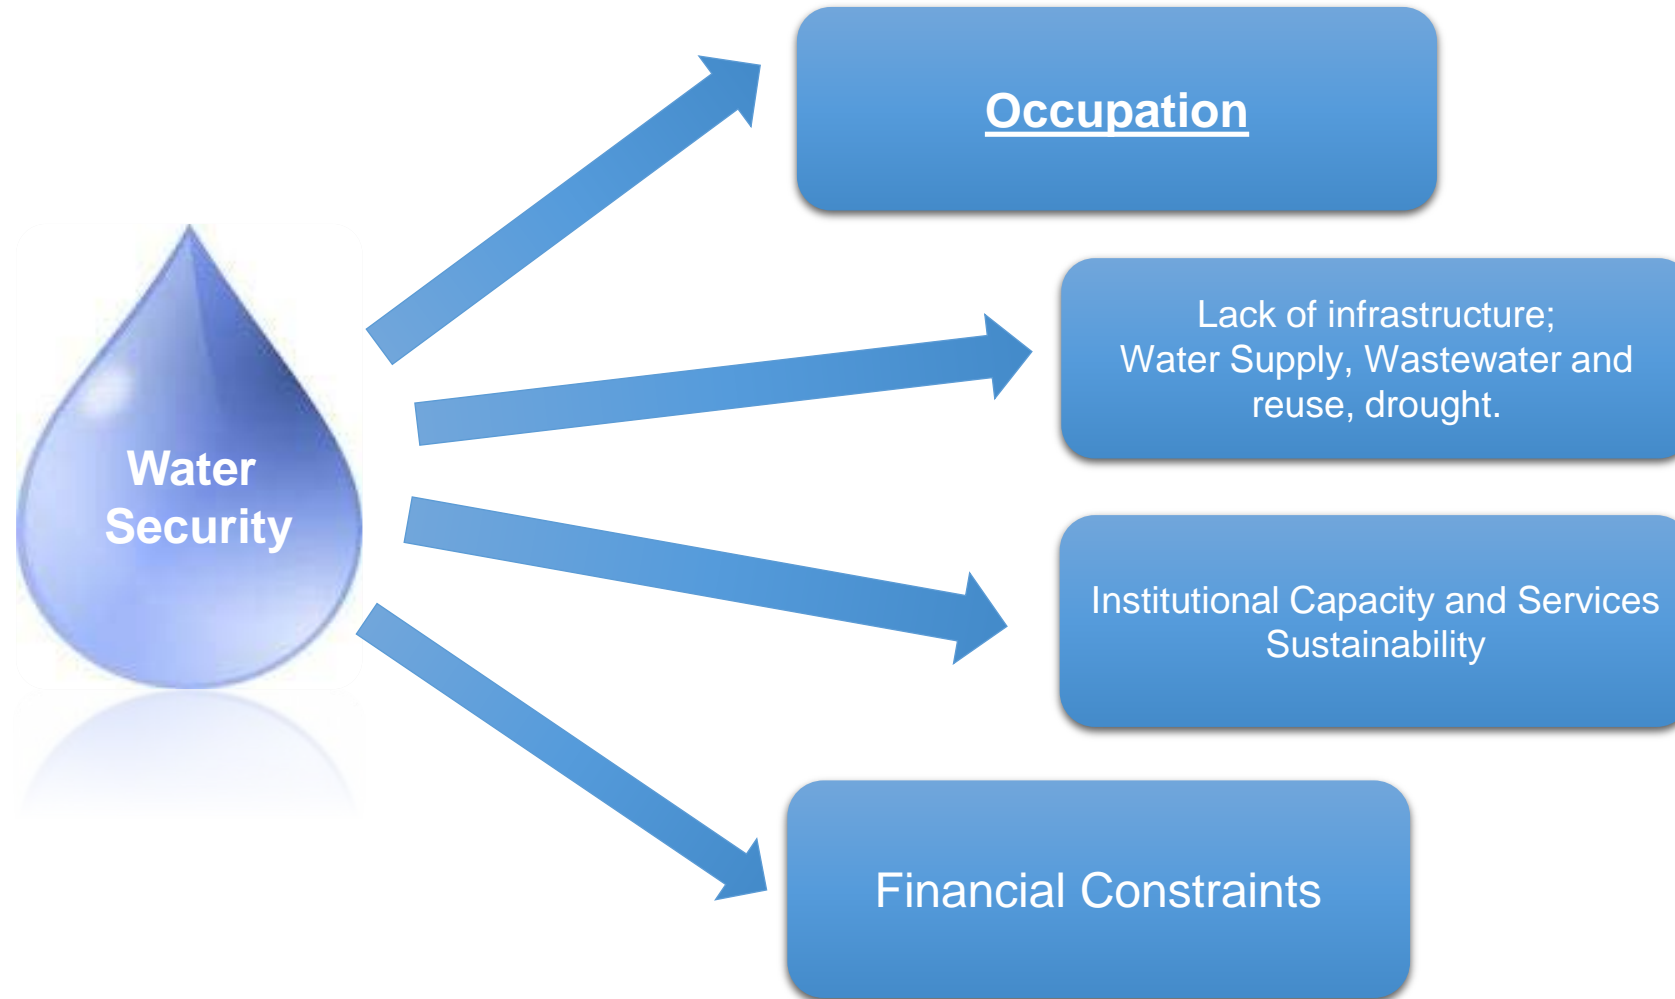 Occupation
Lack of infrastructure;
Water Supply, Wastewater and
reuse, drought.
Water
Security
Institutional Capacity and Services
Sustainability
Financial Constraints